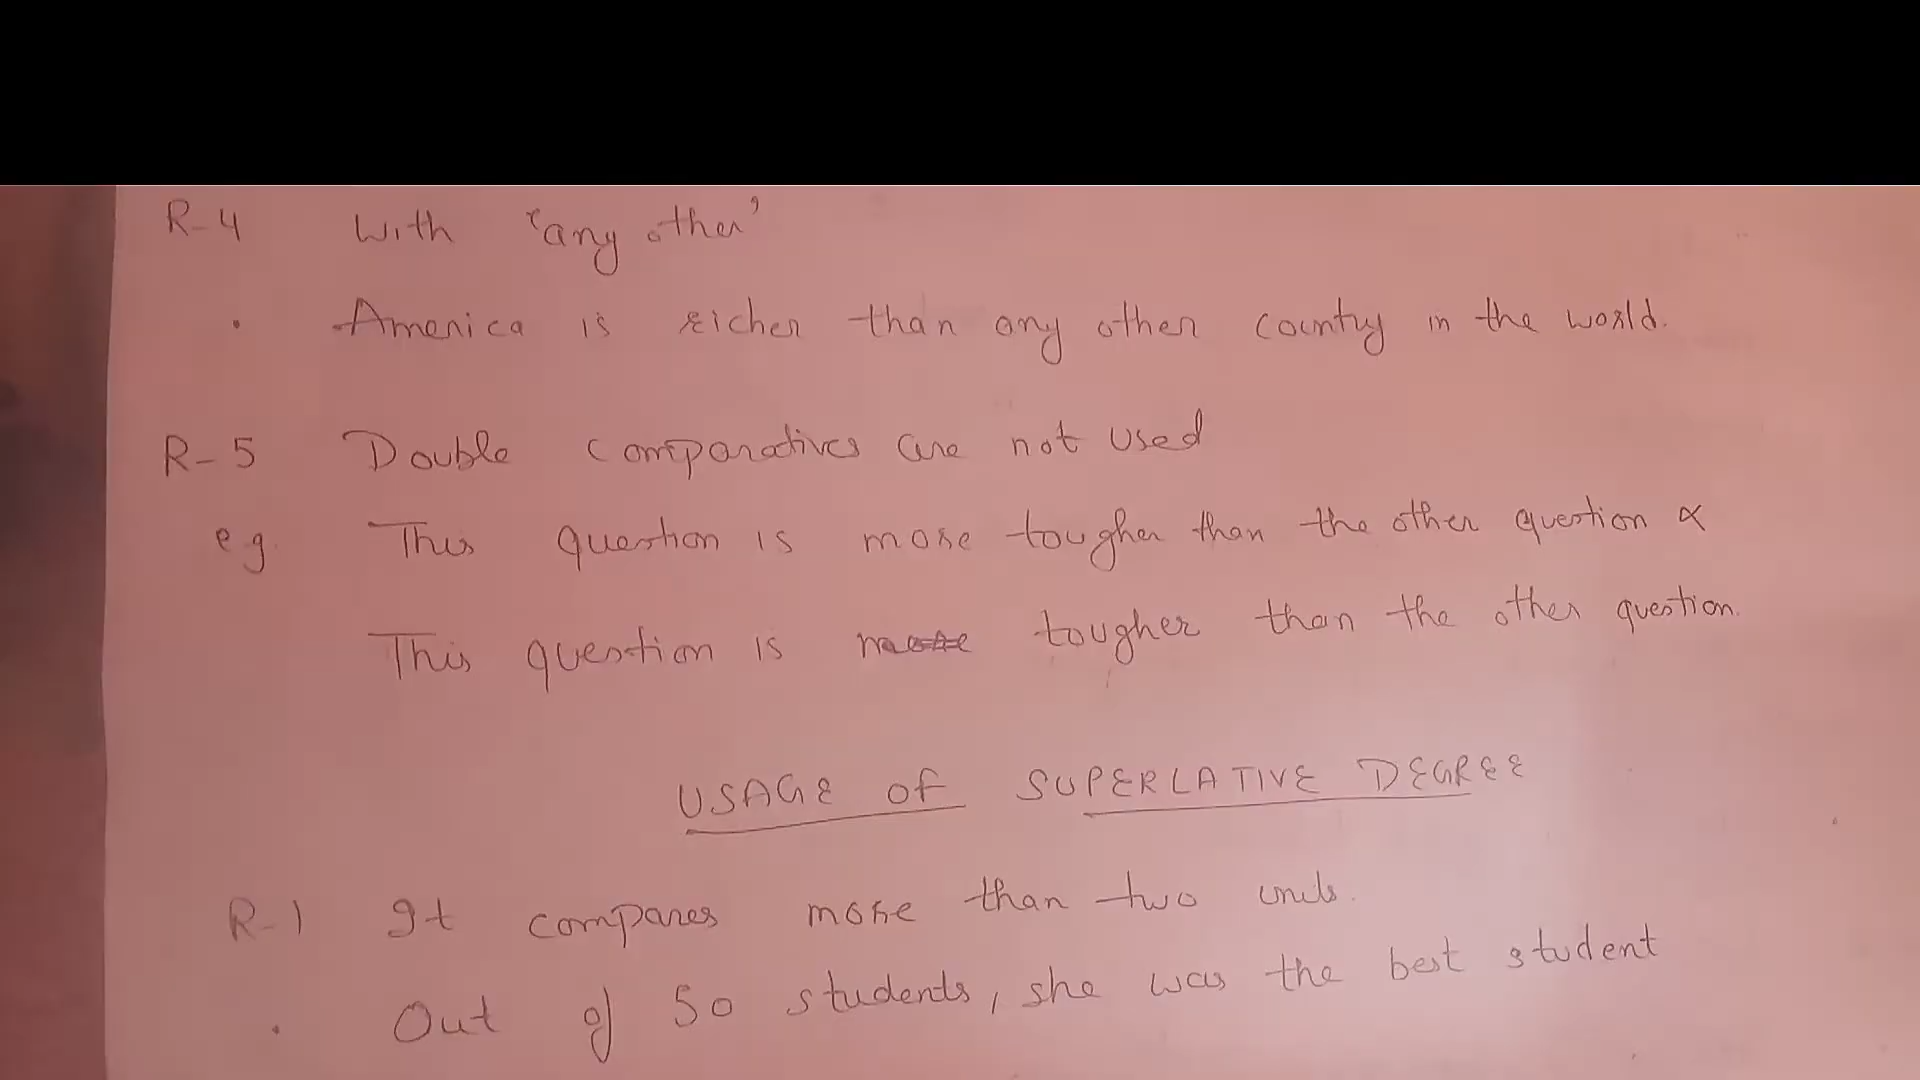 R-4 With 'any other'
• America is richer than any other country in the world.
R-5 Double comparatives are not used
e.g. This question is more tougher than the other question ×
This question is more tougher than the other question.
USAGE OF SUPERLATIVE DEGREE
R-1 It compares more than two units.
• Out of 50 students, she was the best student